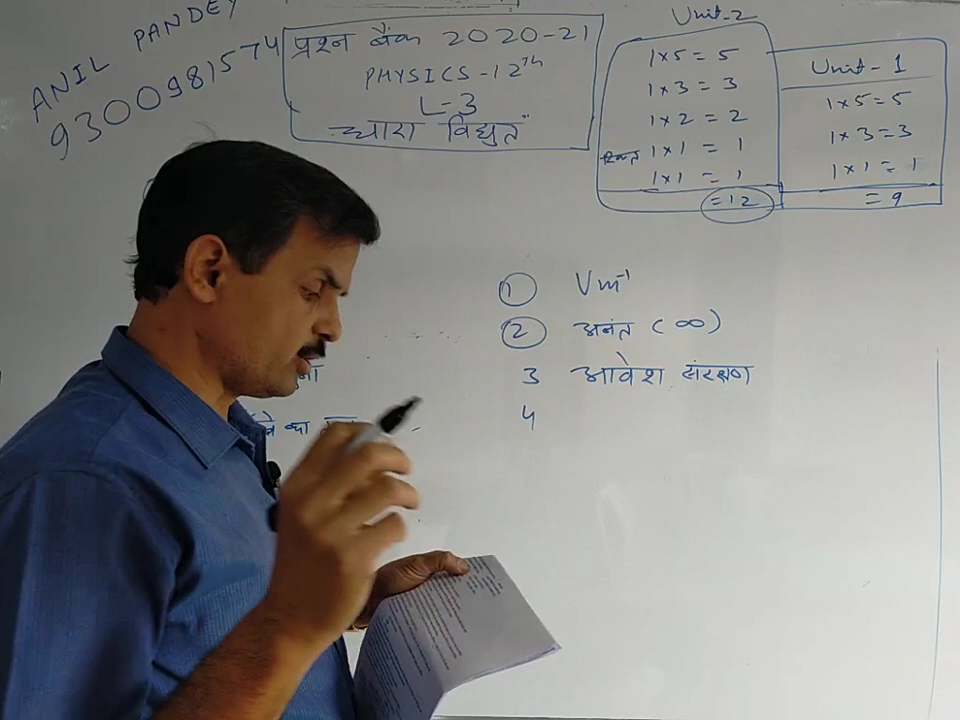 ANIL PANDEY
9300981574
प्रश्न बैंक 2020-21
PHYSICS-12th
L-3
धारा विद्युत
Unit-2
1×5=5
1×3=3
1×2=2
1×1=1
1×1=1
=12
Unit-1
1×5=5
1×3=3
1×1=1
=9
① Vm⁻¹
② अनंत (∞)
3 आवेश संरक्षण
4